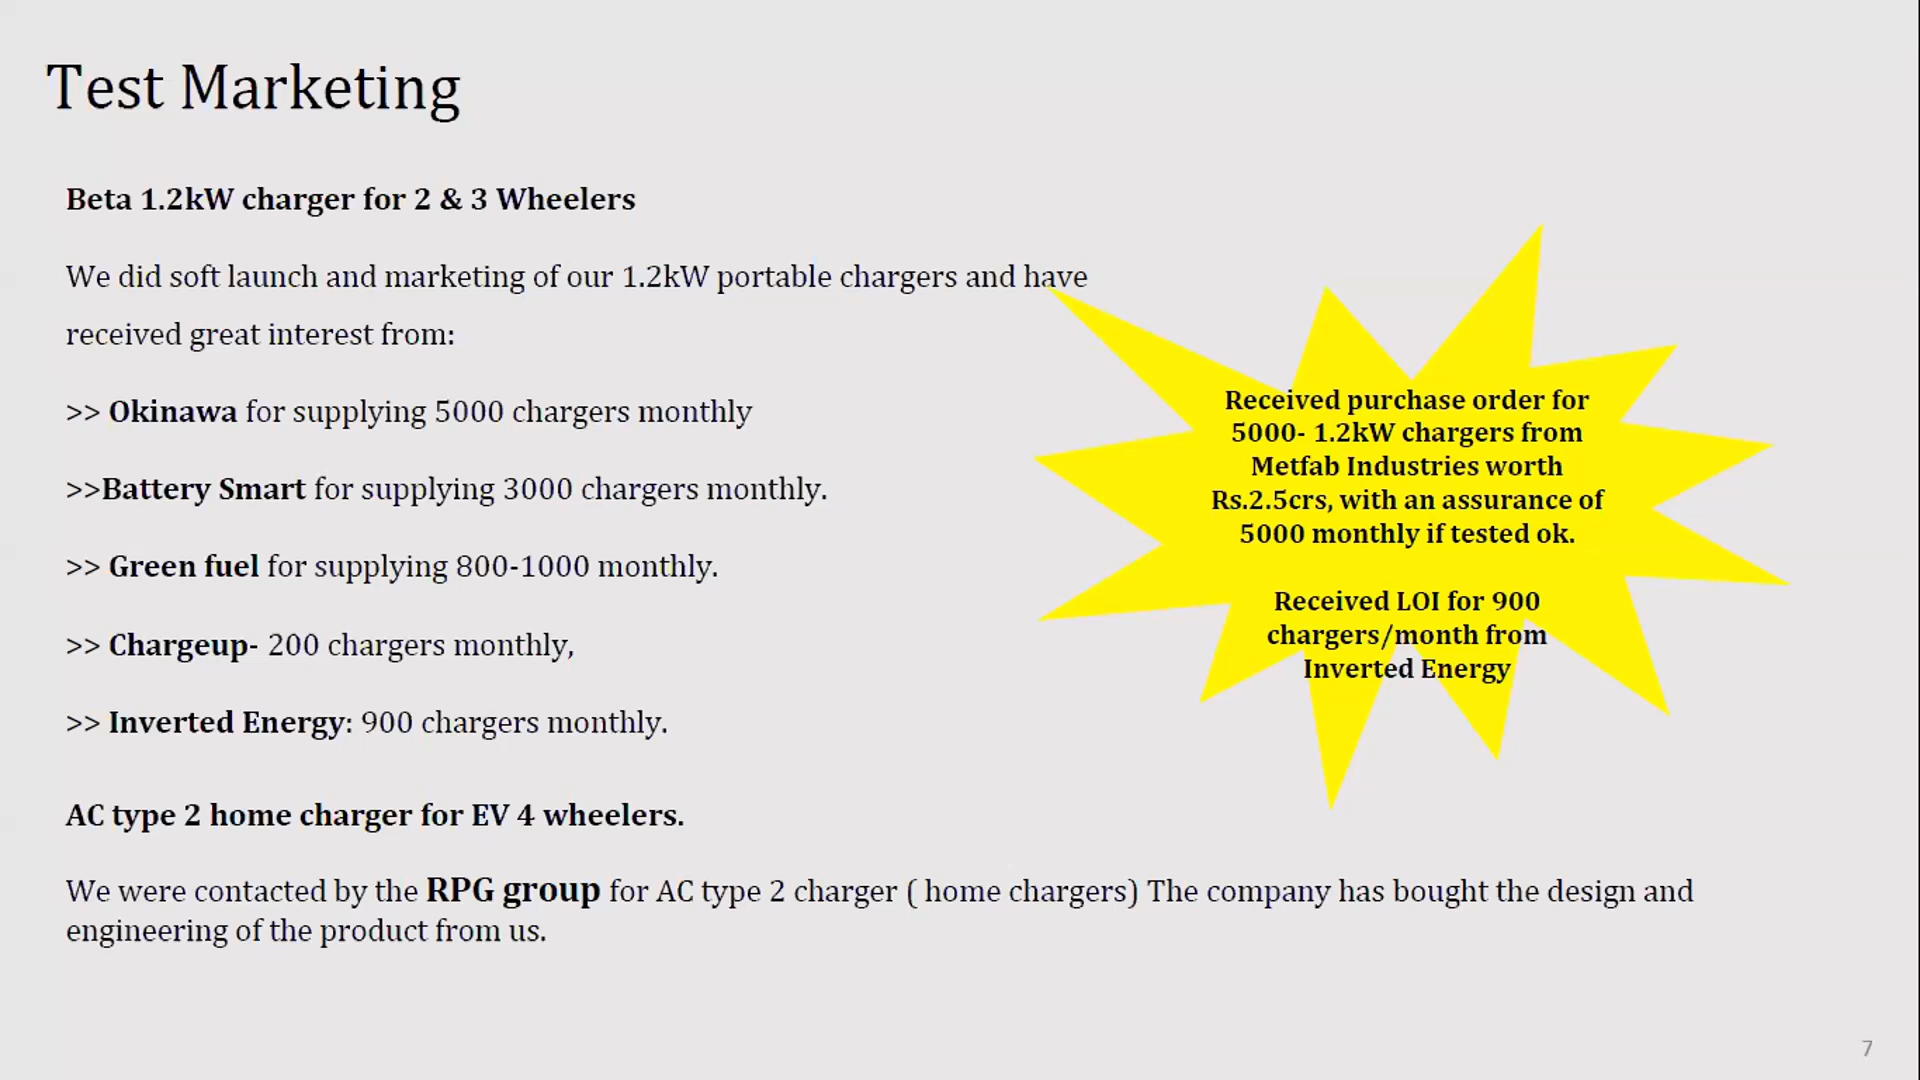 Test Marketing
Beta 1.2kW charger for 2 & 3 Wheelers
We did soft launch and marketing of our 1.2kW portable chargers and have
received great interest from:
>> Okinawa for supplying 5000 chargers monthly
>>Battery Smart for supplying 3000 chargers monthly.
>> Green fuel for supplying 800-1000 monthly.
>> Chargeup- 200 chargers monthly,
>> Inverted Energy: 900 chargers monthly.
Received purchase order for
5000- 1.2kW chargers from
Metfab Industries worth
Rs.2.5crs, with an assurance of
5000 monthly if tested ok.
Received LOI for 900
chargers/month from
Inverted Energy
AC type 2 home charger for EV 4 wheelers.
We were contacted by the RPG group for AC type 2 charger ( home chargers) The company has bought the design and
engineering of the product from us.
7